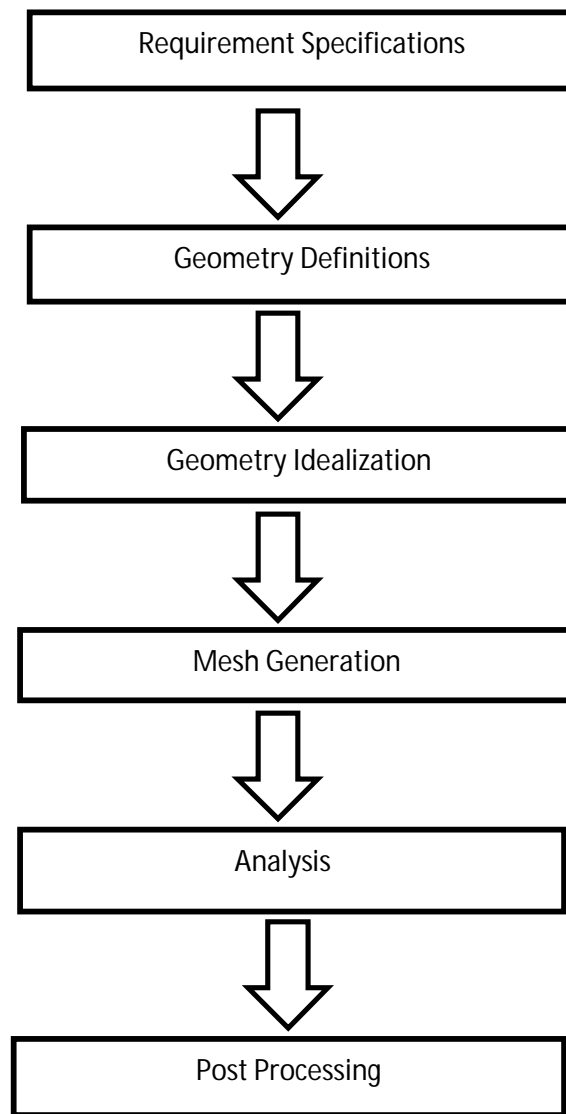 Requirement Specifications
Geometry Definitions
Geometry Idealization
Mesh Generation
Analysis
Post Processing